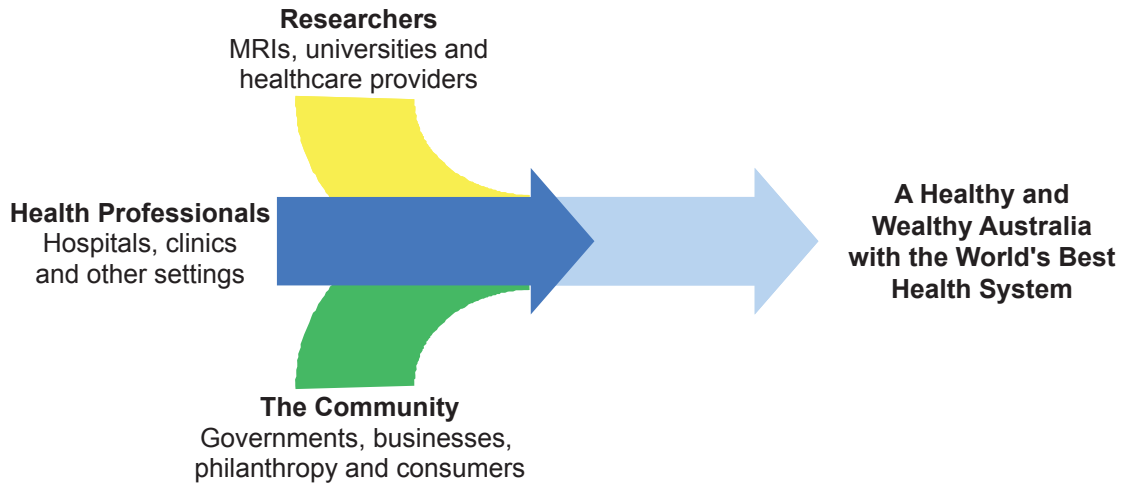 Researchers
MRIs, universities and
healthcare providers
Health Professionals
Hospitals, clinics
and other settings
A Healthy and
Wealthy Australia
with the World's Best
Health System
The Community
Governments, businesses,
philanthropy and consumers